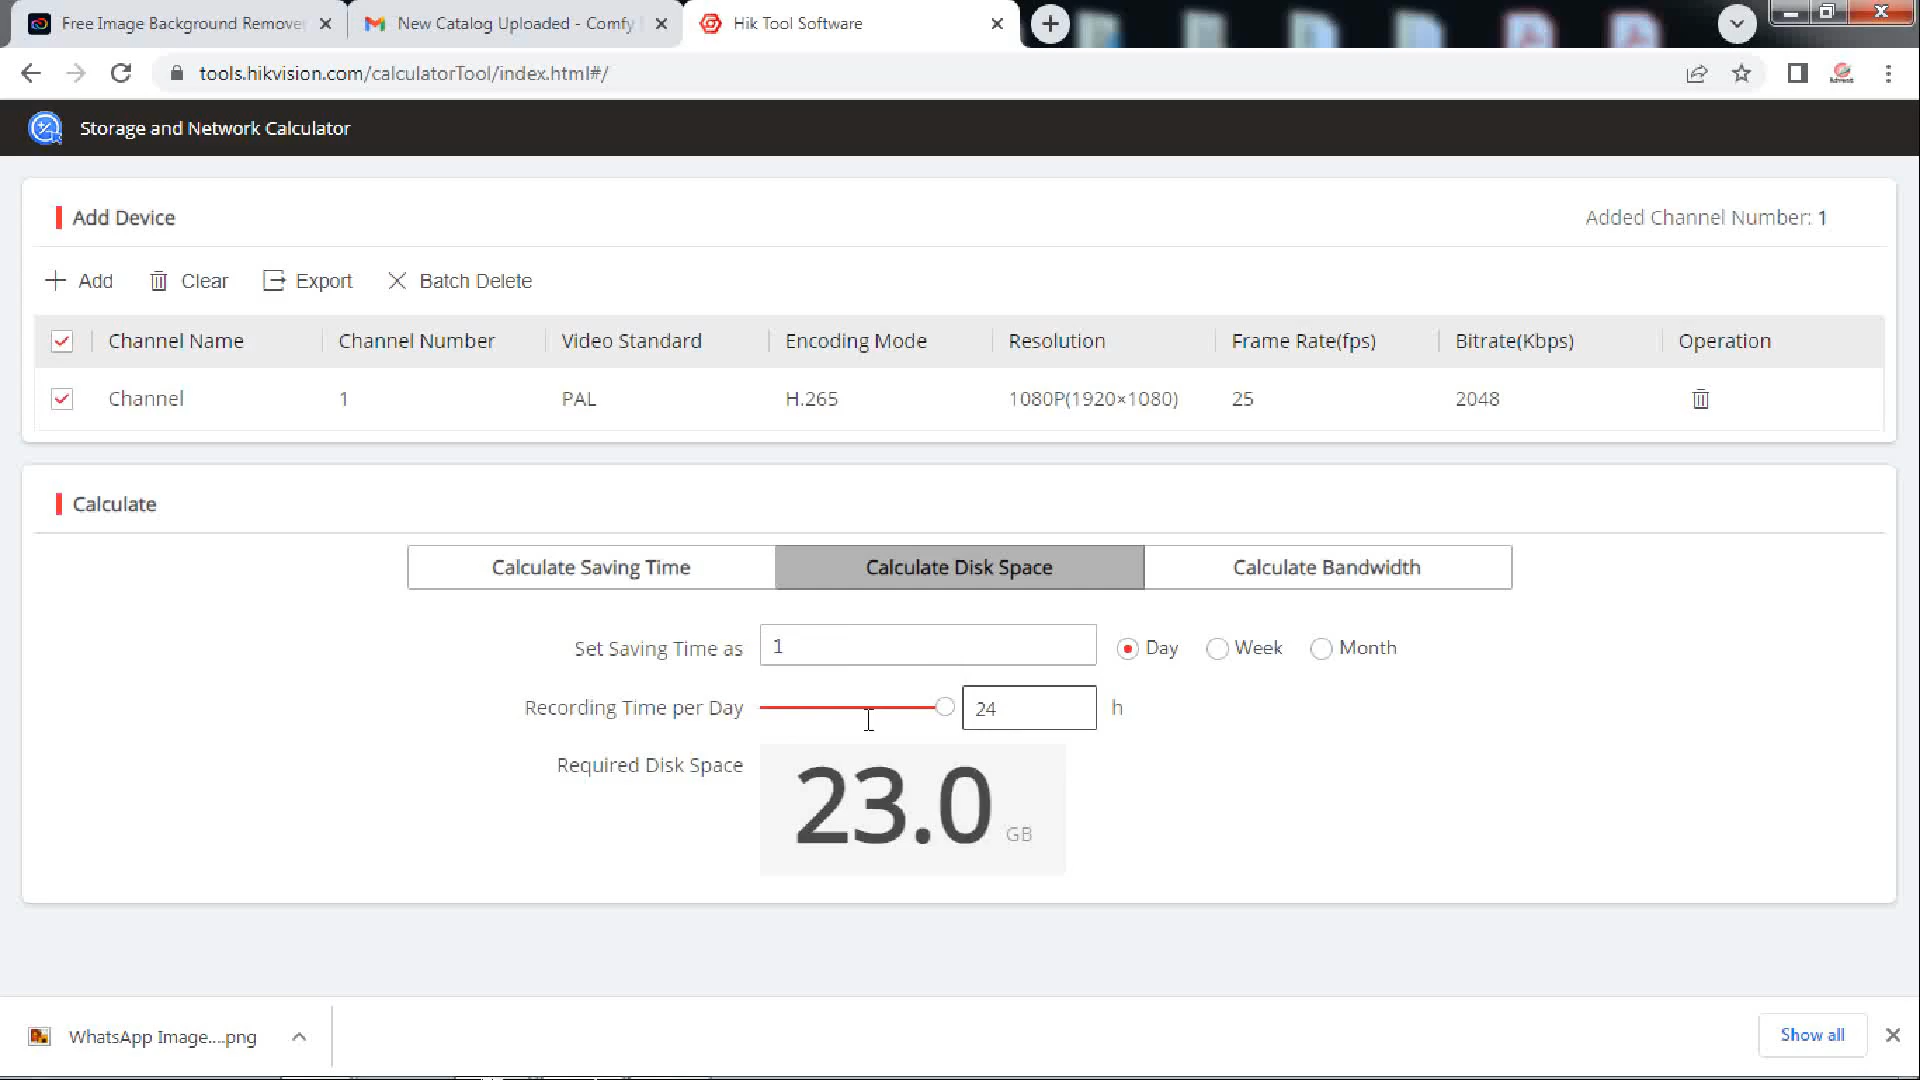 Free Image Background Remover
New Catalog Uploaded - Comfy
Hik Tool Software
tools.hikvision.com/calculatorTool/index.html#/
Storage and Network Calculator
Add Device
Added Channel Number: 1
Add
Clear
Export
Batch Delete
Channel Name
Channel Number
Video Standard
Encoding Mode
Resolution
Frame Rate(fps)
Bitrate(Kbps)
Operation
Channel
1
PAL
H.265
1080P(1920×1080)
25
2048
Calculate
Calculate Saving Time
Calculate Disk Space
Calculate Bandwidth
Set Saving Time as
1
Day
Week
Month
Recording Time per Day
24
h
Required Disk Space
23.0
GB
WhatsApp Image....png
Show all